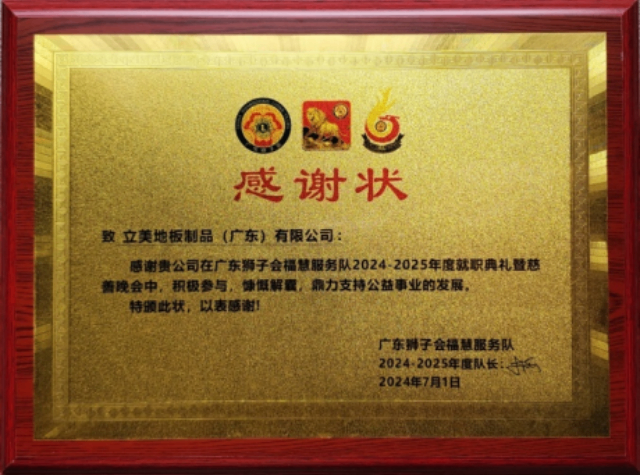 感谢状
致 立美地板制品（广东）有限公司：
感谢贵公司在广东狮子会福慧服务队2024-2025年度就职典礼暨慈
善晚会中，积极参与，慷慨解囊，鼎力支持公益事业的发展。
特颁此状，以表感谢!
广东狮子会福慧服务队
2024-2025年度队长：
2024年7月1日